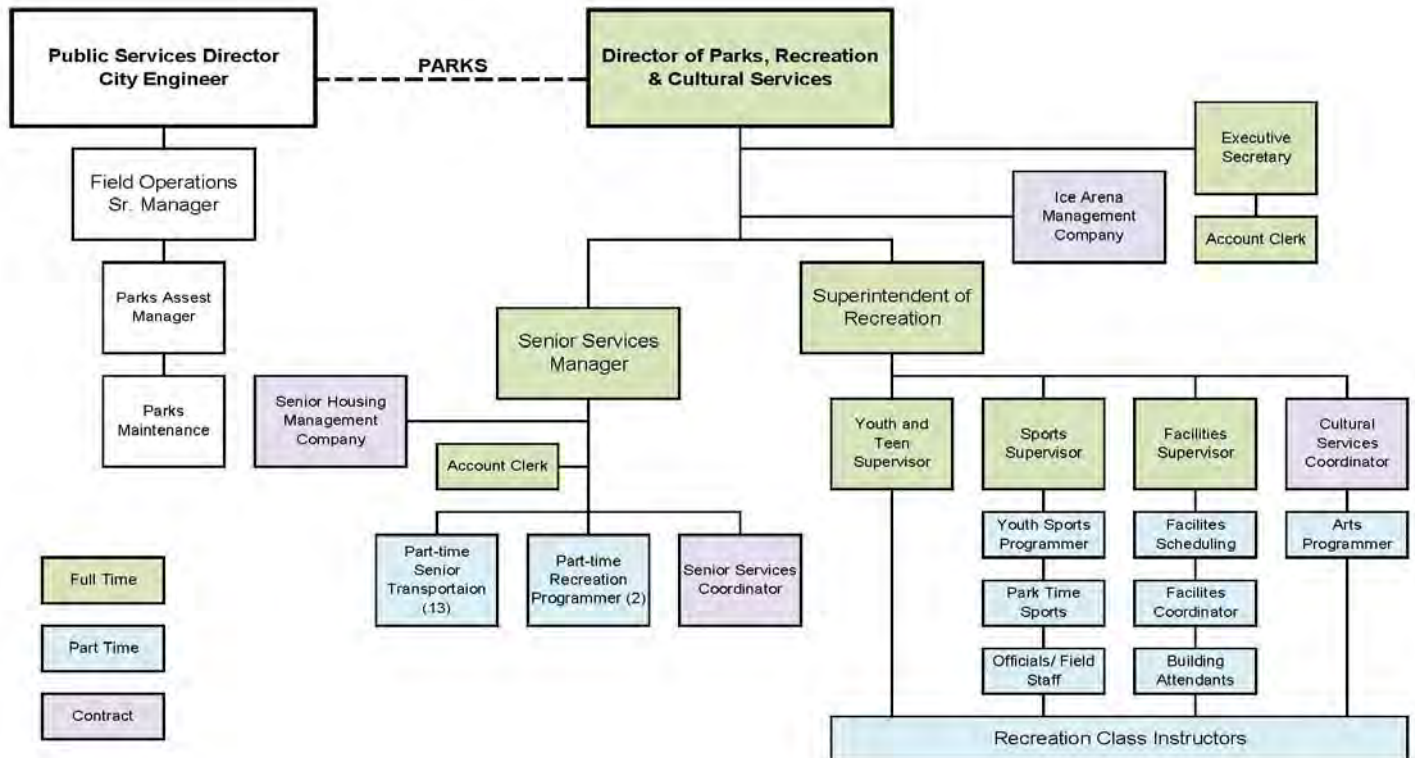 Public Services Director
City Engineer
PARKS
Director of Parks, Recreation
& Cultural Services
Executive
Secretary
Field Operations
Sr. Manager
Ice Arena
Management
Company
Account Clerk
Parks Assest
Manager
Superintendent of
Recreation
Senior Services
Manager
Parks
Maintenance
Senior Housing
Management
Company
Account Clerk
Youth and
Teen
Supervisor
Sports
Supervisor
Facilities
Supervisor
Cultural
Services
Coordinator
Part-time
Senior
Transportaion
(13)
Part-time
Recreation
Programmer (2)
Senior Services
Coordinator
Youth Sports
Programmer
Facilites
Scheduling
Arts
Programmer
Park Time
Sports
Facilites
Coordinator
Officials/ Field
Staff
Building
Attendants
Recreation Class Instructors
Full Time
Part Time
Contract